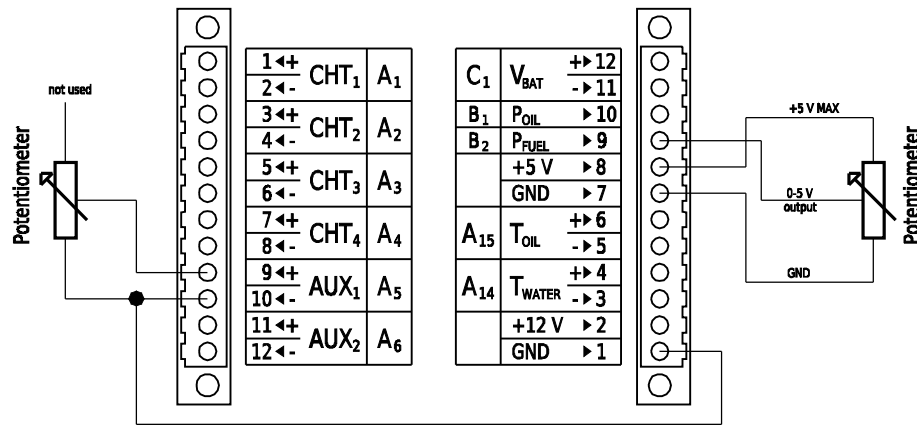 not used
Potentiometer
1 ◂+ CHT1 A1
2 ◂-
3 ◂+ CHT2 A2
4 ◂-
5 ◂+ CHT3 A3
6 ◂-
7 ◂+ CHT4 A4
8 ◂-
9 ◂+ AUX1 A5
10 ◂-
11 ◂+ AUX2 A6
12 ◂-
C1 VBAT +▸12
-▸11
B1 POIL ▸10
B2 PFUEL ▸9
+5 V ▸8
GND ▸7
A15 TOIL +▸6
-▸5
A14 TWATER +▸4
-▸3
+12 V ▸2
GND ▸1
+5 V MAX
0-5 V
output
GND
Potentiometer